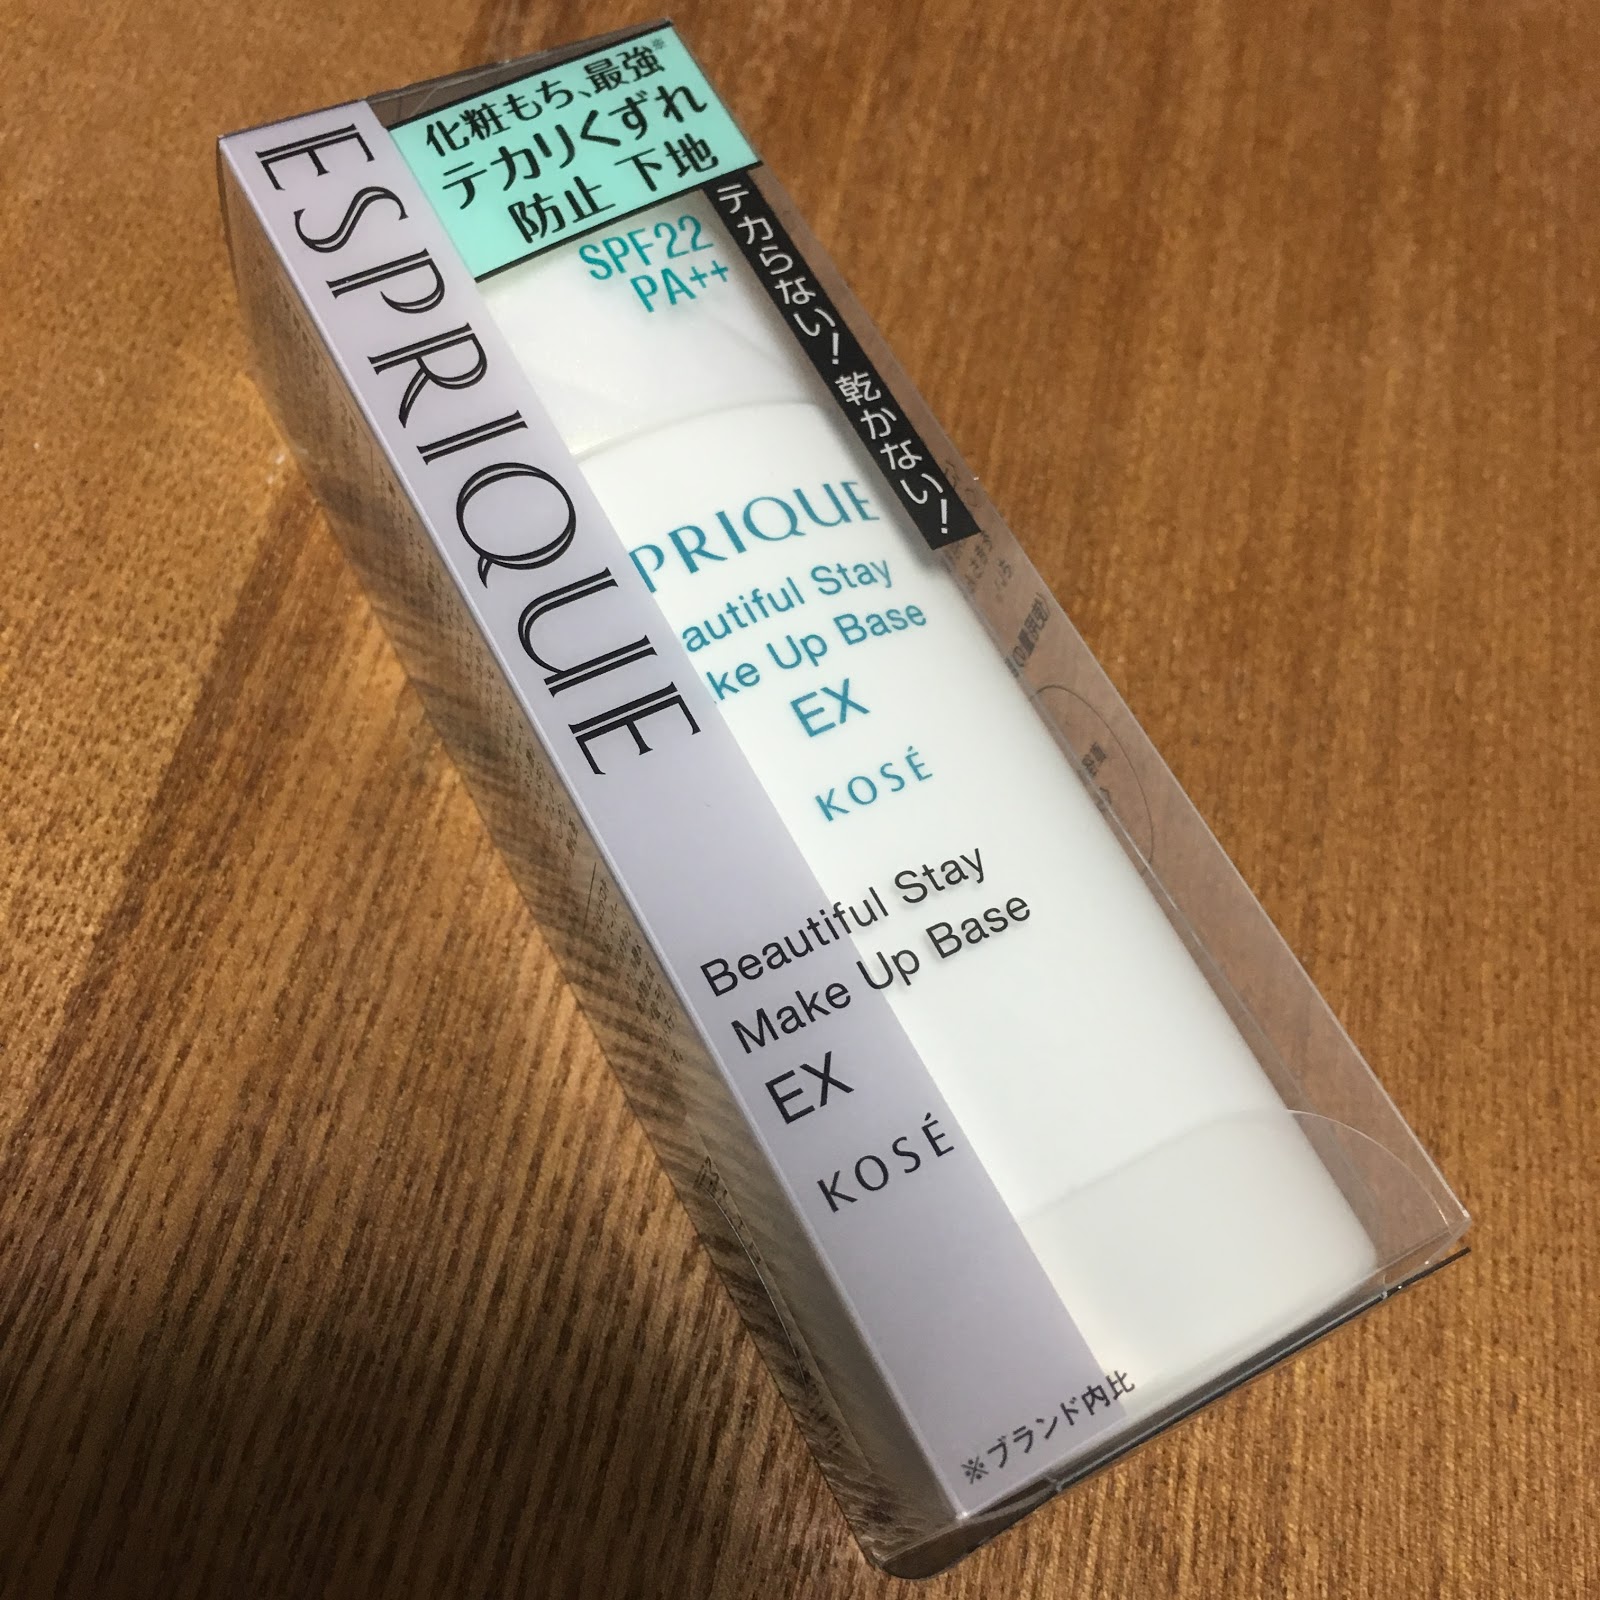 化粧もち、最強※
テカリくずれ
防止 下地
テカらない!乾かない!
SPF22
PA++
ESPRIQUE
PRIQUE
autiful Stay
ke Up Base
EX
KOSÉ
Beautiful Stay
Make Up Base
EX
KOSÉ
※ブランド内比